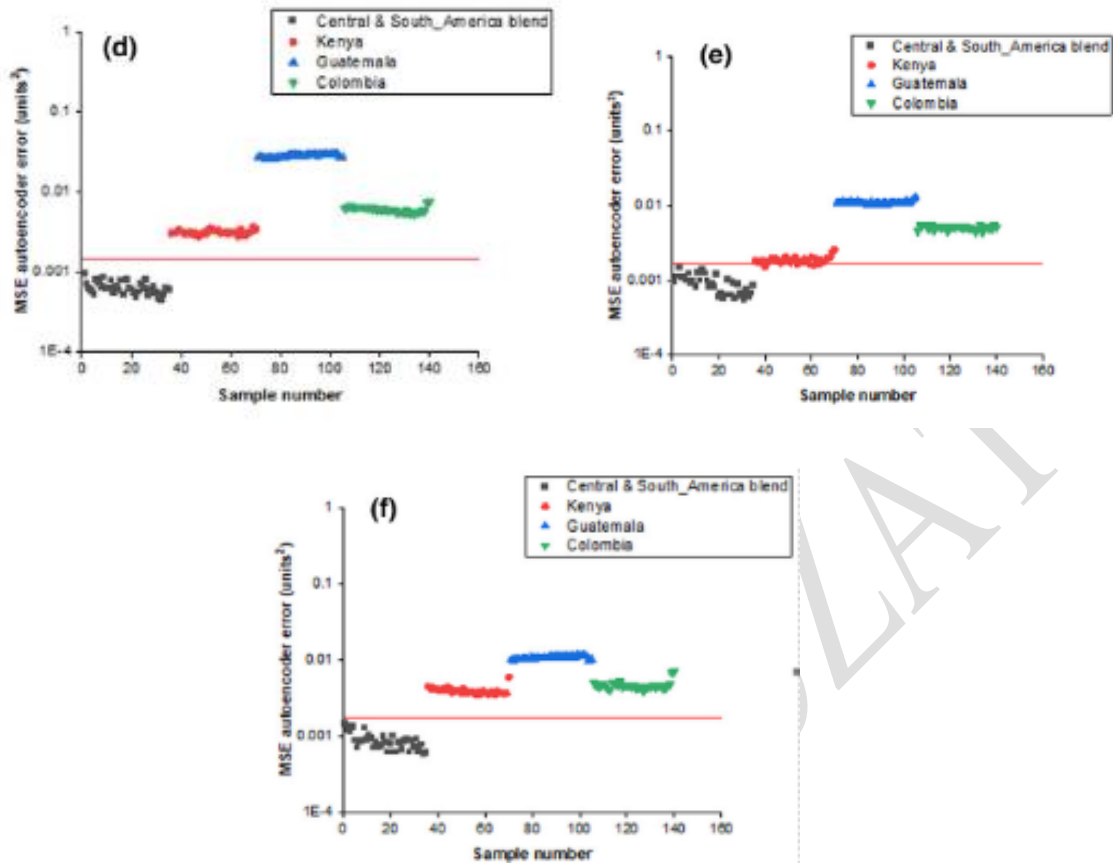 (d)
Central & South_America blend
Kenya
Guatemala
Colombia
MSE autoencoder error (units²)
1
0.1
0.01
0.001
1E-4
0 20 40 60 80 100 120 140 160
Sample number
(e)
Central & South_America blend
Kenya
Guatemala
Colombia
MSE autoencoder error (units²)
1
0.1
0.01
0.001
1E-4
0 20 40 60 80 100 120 140 160
Sample number
(f)
Central & South_America blend
Kenya
Guatemala
Colombia
MSE autoencoder error (units²)
1
0.1
0.01
0.001
1E-4
0 20 40 60 80 100 120 140 160
Sample number